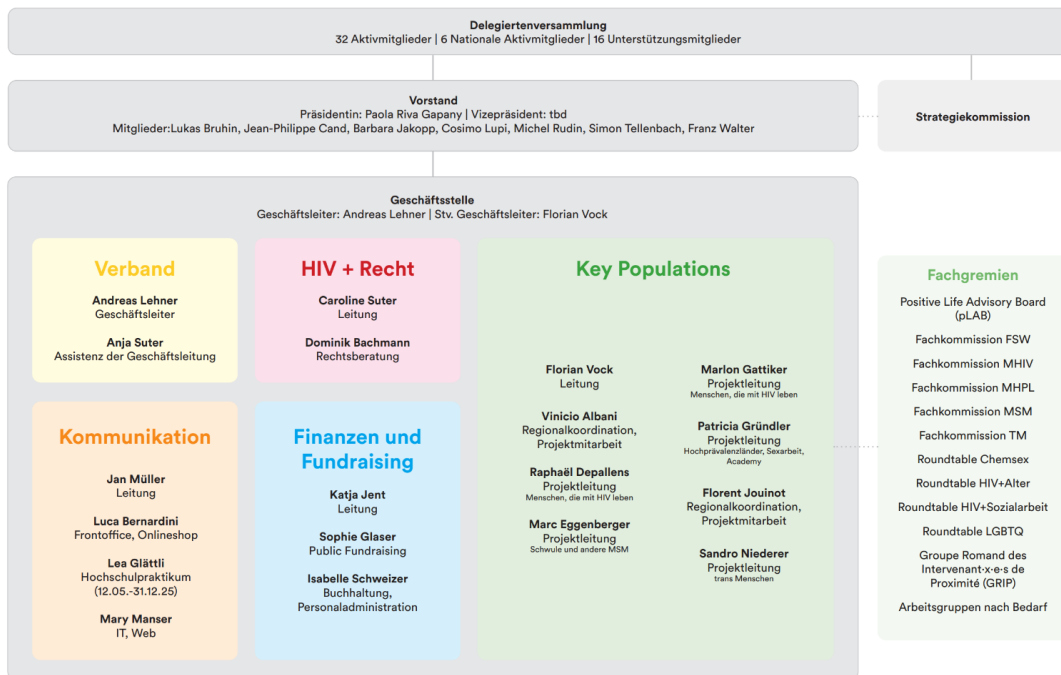 Delegiertenversammlung
32 Aktivmitglieder | 6 Nationale Aktivmitglieder | 16 Unterstützungsmitglieder
Vorstand
Präsidentin: Paola Riva Gapany | Vizepräsident: tbd
Mitglieder:Lukas Bruhin, Jean-Philippe Cand, Barbara Jakopp, Cosimo Lupi, Michel Rudin, Simon Tellenbach, Franz Walter
Strategiekommission
Geschäftsstelle
Geschäftsleiter: Andreas Lehner | Stv. Geschäftsleiter: Florian Vock
Verband
Andreas Lehner
Geschäftsleiter
Anja Suter
Assistenz der Geschäftsleitung
HIV + Recht
Caroline Suter
Leitung
Dominik Bachmann
Rechtsberatung
Kommunikation
Jan Müller
Leitung
Luca Bernardini
Frontoffice, Onlineshop
Lea Glättli
Hochschulpraktikum
(12.05.-31.12.25)
Mary Manser
IT, Web
Finanzen und
Fundraising
Katja Jent
Leitung
Sophie Glaser
Public Fundraising
Isabelle Schweizer
Buchhaltung,
Personaladministration
Key Populations
Florian Vock
Leitung
Vinicio Albani
Regionalkoordination,
Projektmitarbeit
Raphaël Depallens
Projektleitung
Menschen, die mit HIV leben
Marc Eggenberger
Projektleitung
Schwule und andere MSM
Marlon Gattiker
Projektleitung
Menschen, die mit HIV leben
Patricia Gründler
Projektleitung
Hochprävalenzländer, Sexarbeit,
Academy
Florent Jouinot
Regionalkoordination,
Projektmitarbeit
Sandro Niederer
Projektleitung
trans Menschen
Fachgremien
Positive Life Advisory Board
(pLAB)
Fachkommission FSW
Fachkommission MHIV
Fachkommission MHPL
Fachkommission MSM
Fachkommission TM
Roundtable Chemsex
Roundtable HIV+Alter
Roundtable HIV+Sozialarbeit
Roundtable LGBTQ
Groupe Romand des
Intervenant·x·e·s de
Proximité (GRIP)
Arbeitsgruppen nach Bedarf